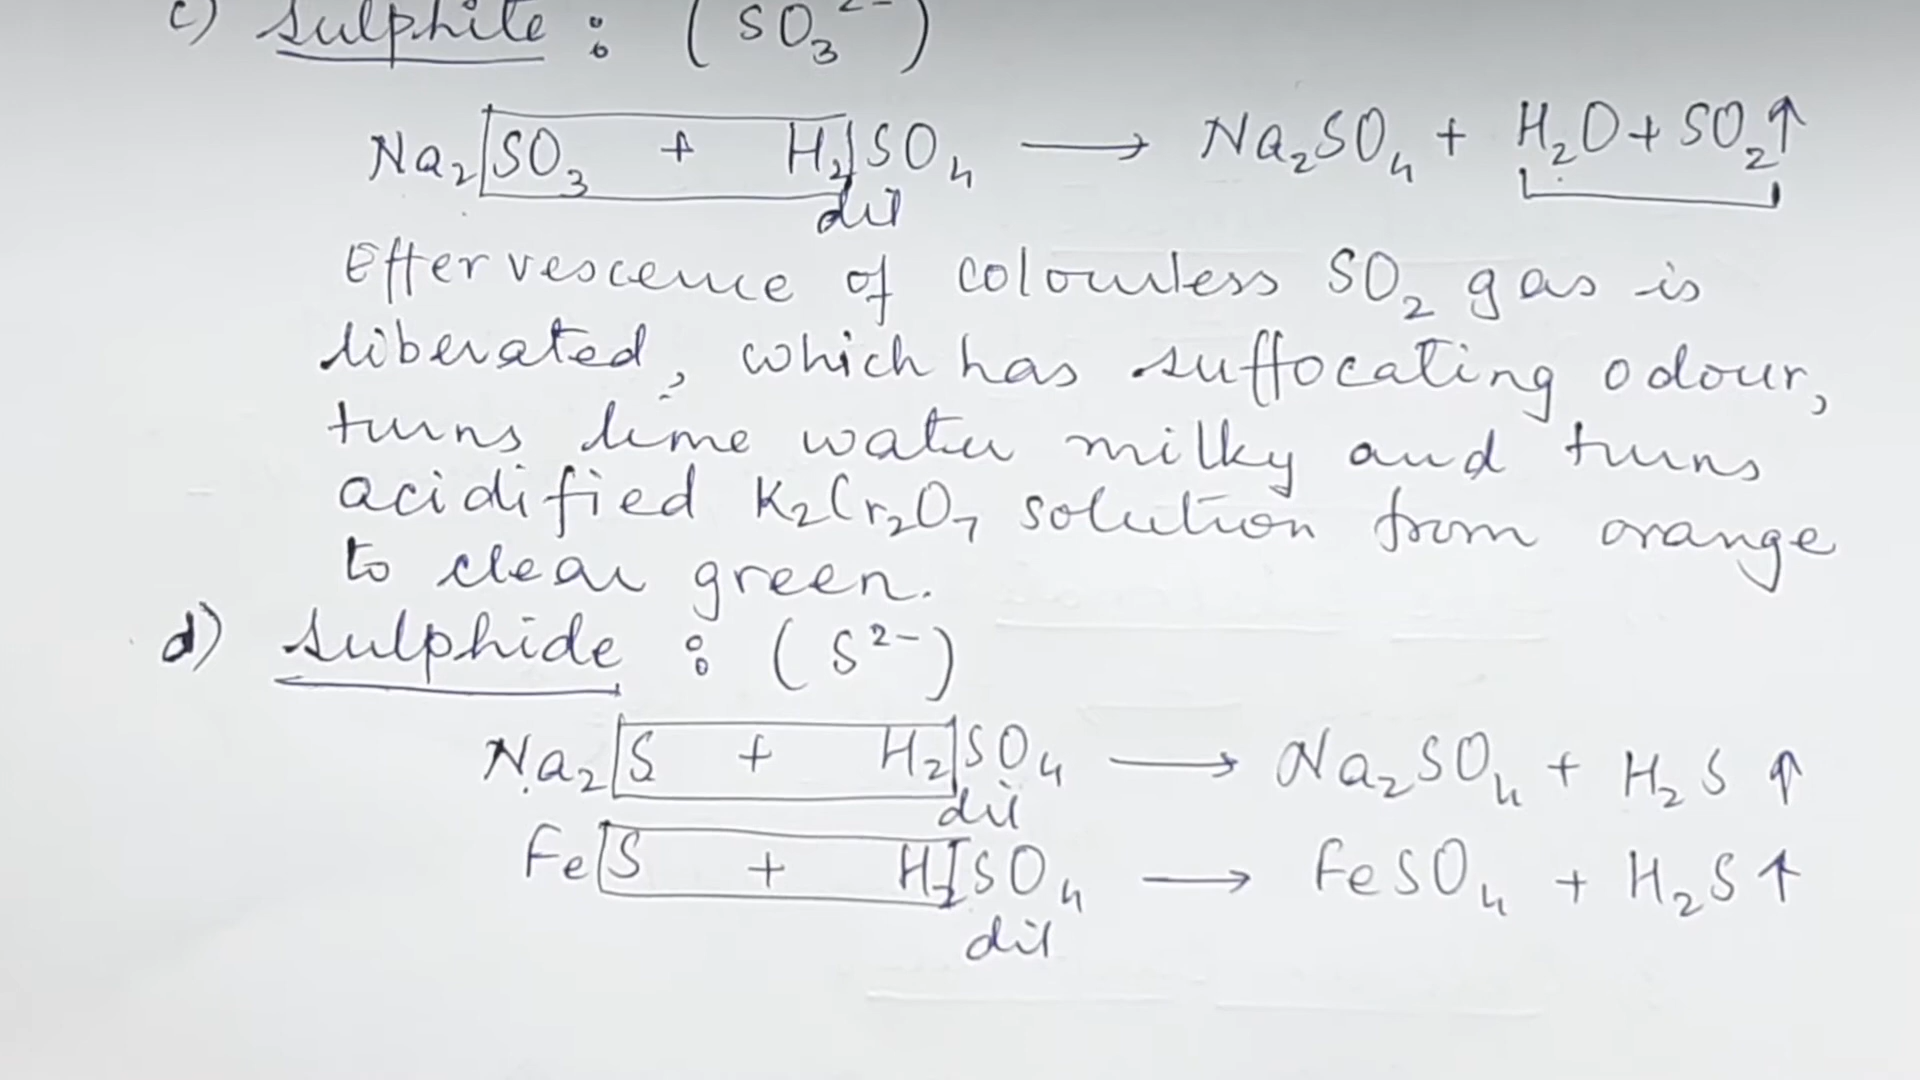 c) Sulphite : (SO₃²⁻)
Na₂SO₃ + H₂SO₄ ⟶ Na₂SO₄ + H₂O + SO₂↑
dil
Effervescence of colourless SO₂ gas is
liberated, which has suffocating odour,
turns lime water milky and turns
acidified K₂Cr₂O₇ solution from orange
to clear green.
d) Sulphide : (S²⁻)
Na₂S + H₂SO₄ ⟶ Na₂SO₄ + H₂S ↑
dil
FeS + H₂SO₄ ⟶ FeSO₄ + H₂S ↑
dil